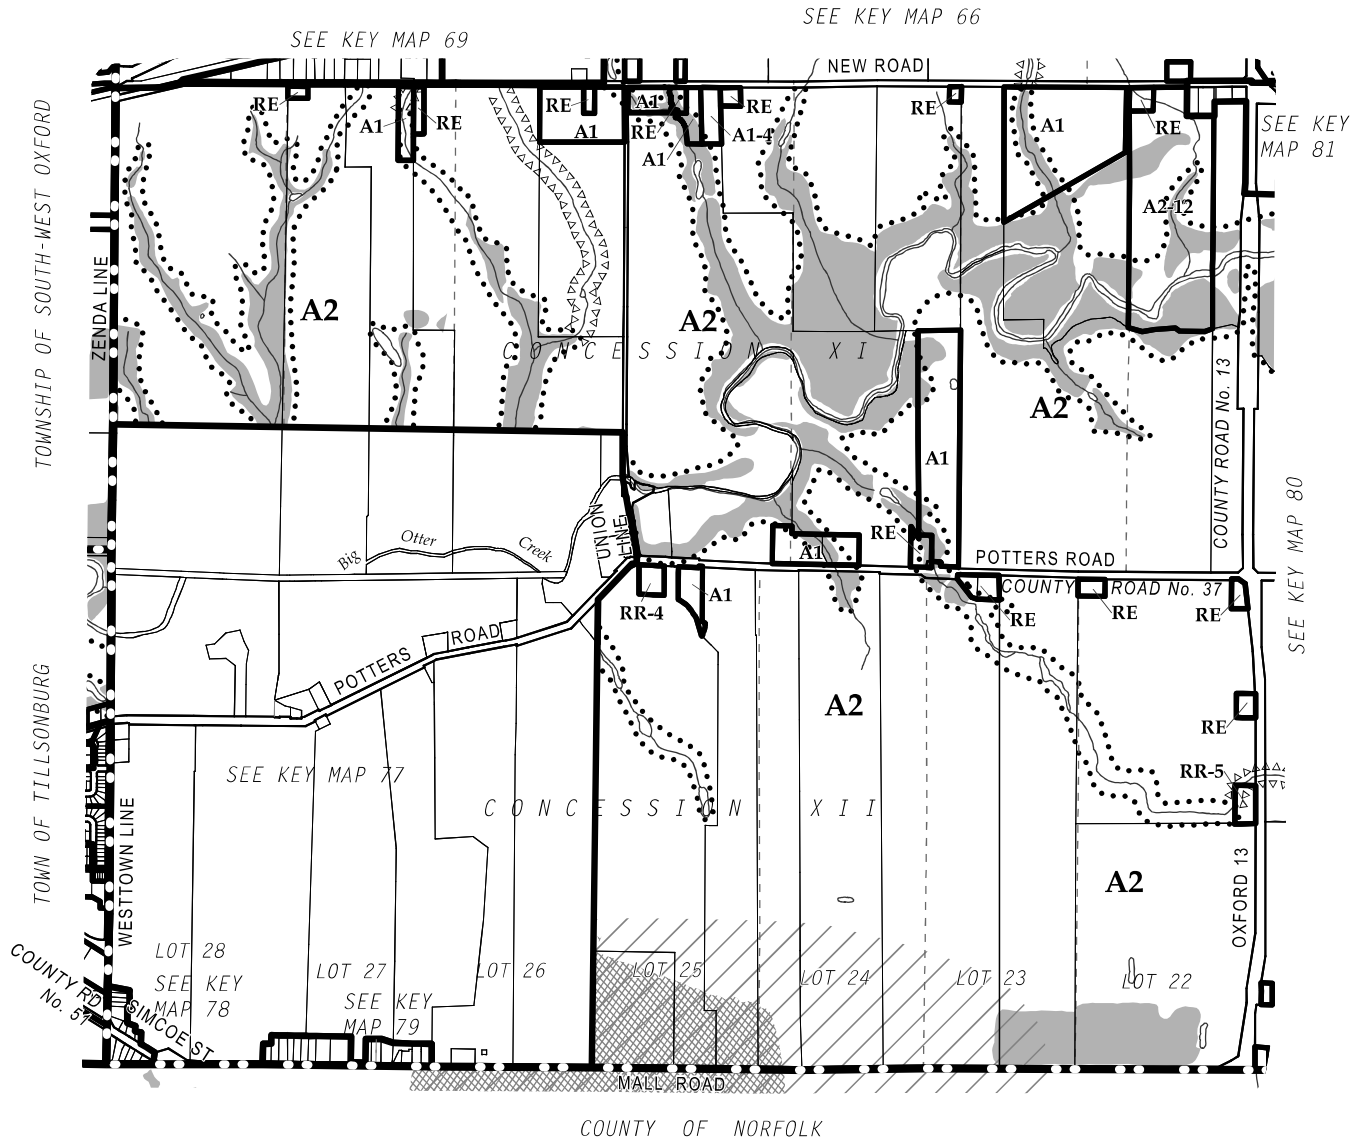 SEE KEY MAP 66
SEE KEY MAP 69
NEW ROAD
RE
A1
RE
RE
A1
A1
RE
A1
RE
A1-4
RE
A1
RE
SEE KEY
MAP 81
TOWNSHIP OF SOUTH-WEST OXFORD
A2-12
ZENDA LINE
A2
A2
CONCESSION XI
A2
COUNTY ROAD No. 13
A1
SEE KEY MAP 80
UNION
LINE
Big Otter Creek
RE
A1
POTTERS ROAD
COUNTY ROAD No. 37
RR-4
A1
RE
RE
RE
POTTERS ROAD
TOWN OF TILLSONBURG
A2
RE
RR-5
SEE KEY MAP 77
CONCESSION XII
WESTTOWN LINE
A2
OXFORD 13
LOT 28
LOT 27
LOT 26
LOT 25
LOT 24
LOT 23
LOT 22
SEE KEY
MAP 78
SEE KEY
MAP 79
COUNTY RD
No. 51
SIMCOE ST
MALL ROAD
COUNTY OF NORFOLK